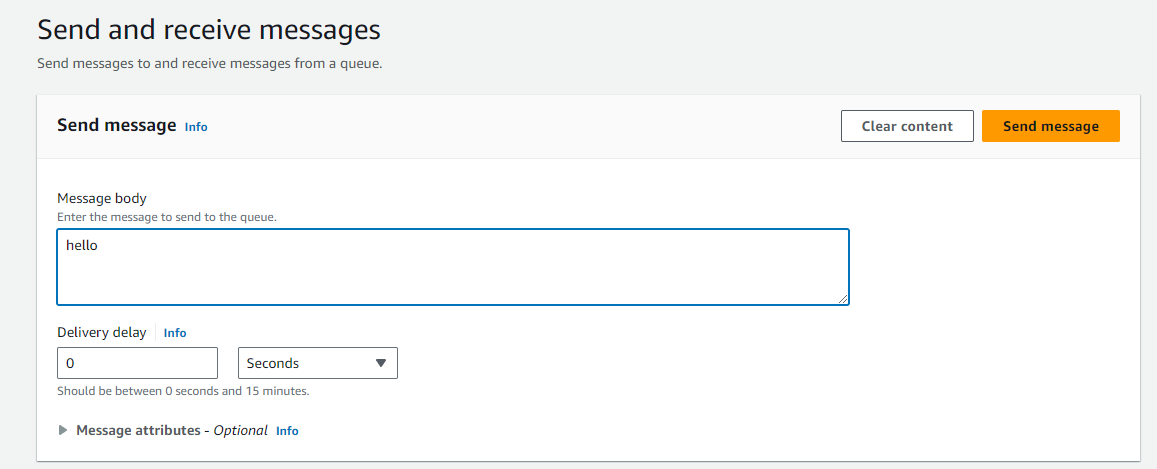 Send and receive messages
Send messages to and receive messages from a queue.
Send message Info
Clear content
Send message
Message body
Enter the message to send to the queue.
hello
Delivery delay Info
0
Seconds
Should be between 0 seconds and 15 minutes.
Message attributes - Optional Info